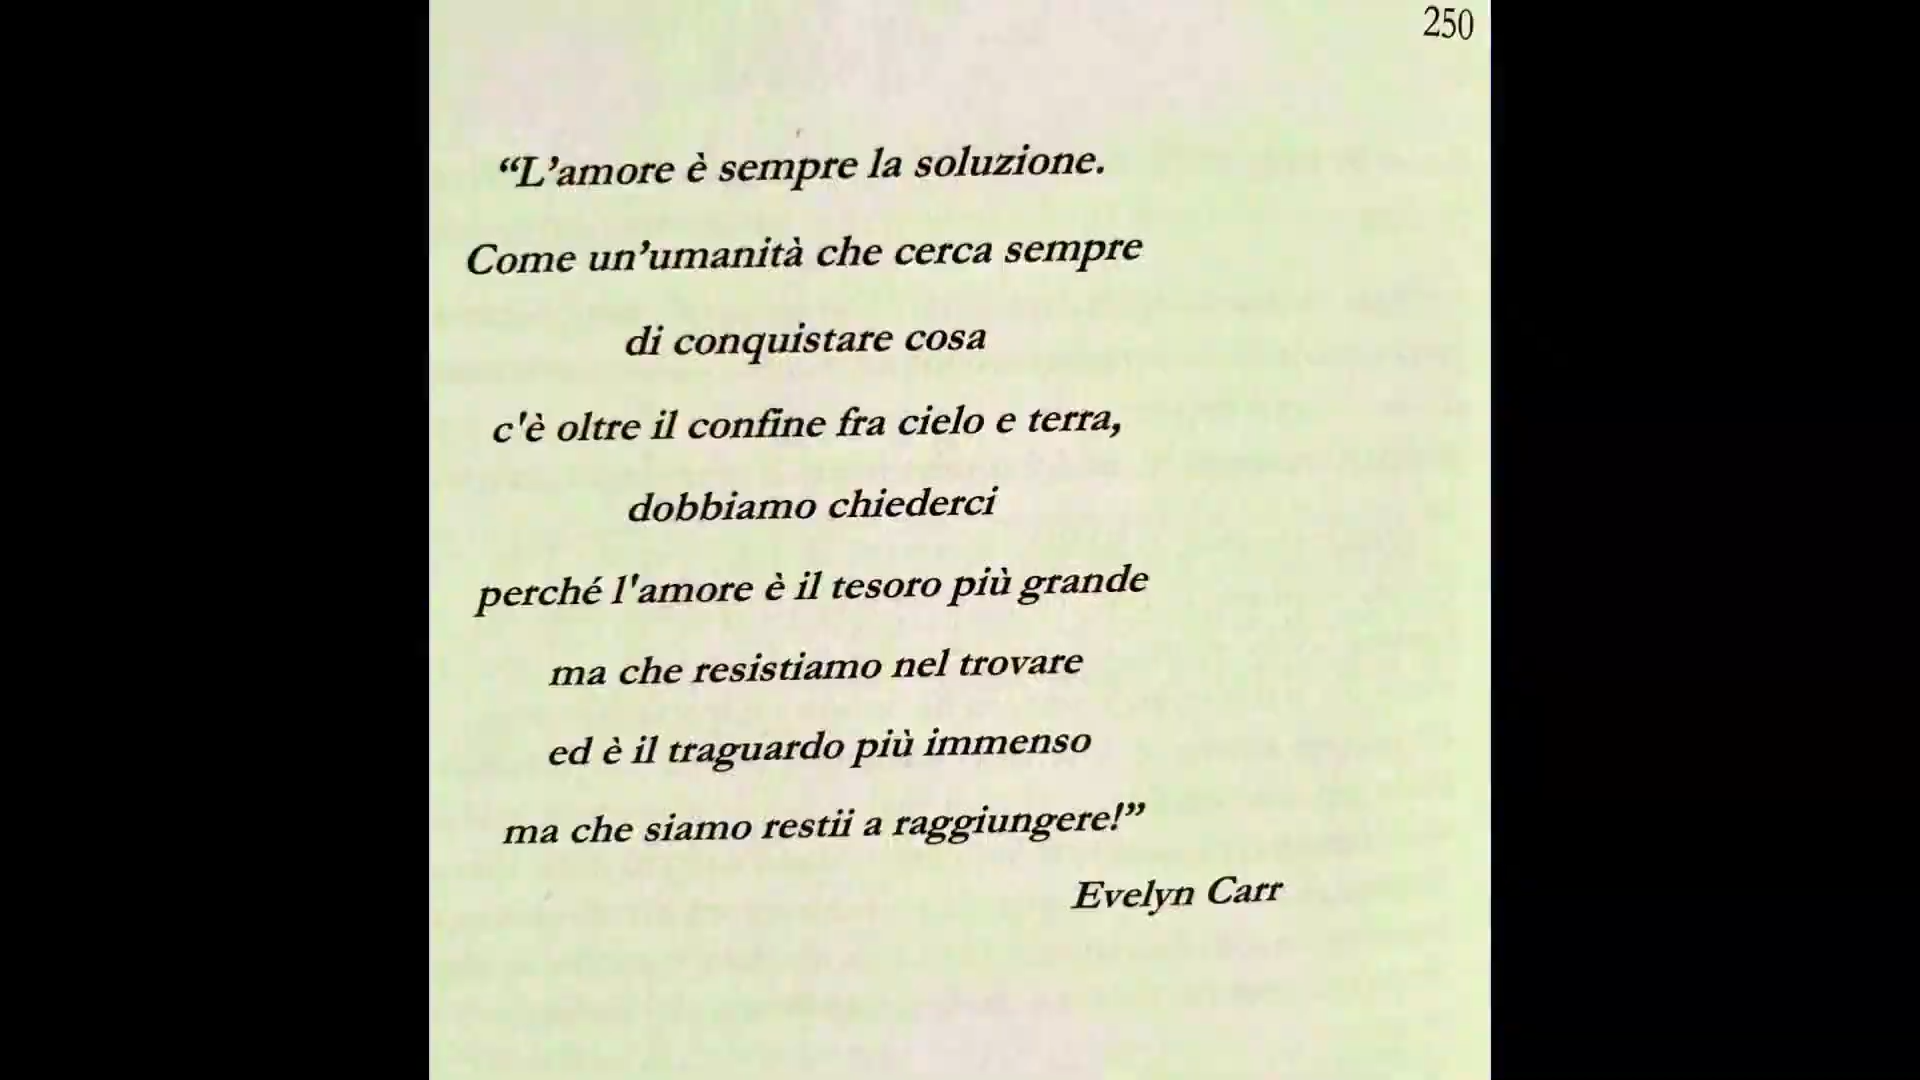 250
“L’amore è sempre la soluzione.
Come un’umanità che cerca sempre
di conquistare cosa
c'è oltre il confine fra cielo e terra,
dobbiamo chiederci
perché l'amore è il tesoro più grande
ma che resistiamo nel trovare
ed è il traguardo più immenso
ma che siamo restii a raggiungere!”
Evelyn Carr